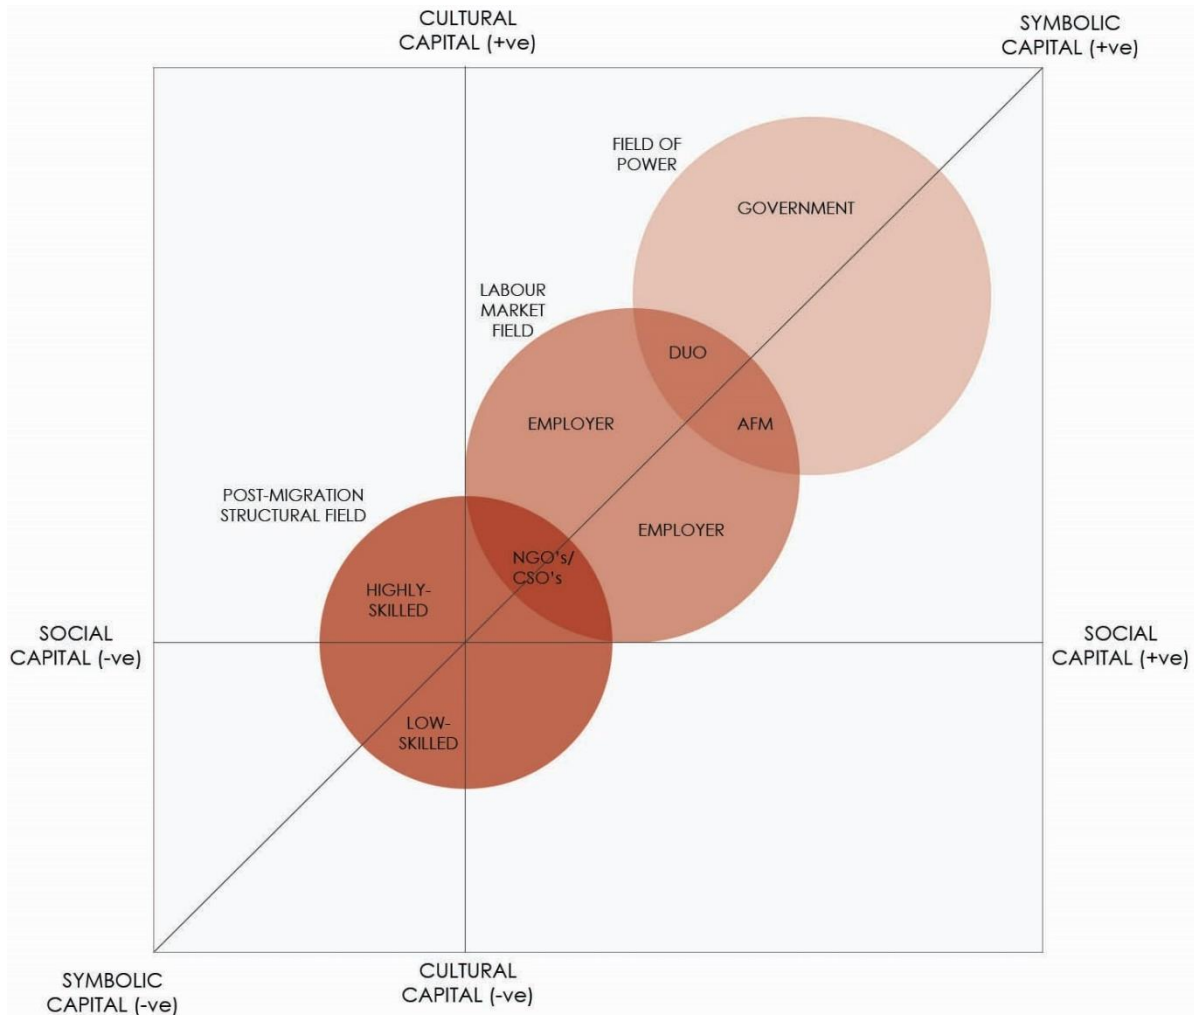 CULTURAL
CAPITAL (+ve)
SYMBOLIC
CAPITAL (+ve)
FIELD OF
POWER
GOVERNMENT
LABOUR
MARKET
FIELD
DUO
EMPLOYER
AFM
POST-MIGRATION
STRUCTURAL FIELD
EMPLOYER
NGO's/
CSO's
HIGHLY-
SKILLED
SOCIAL
CAPITAL (-ve)
SOCIAL
CAPITAL (+ve)
LOW-
SKILLED
SYMBOLIC
CAPITAL (-ve)
CULTURAL
CAPITAL (-ve)